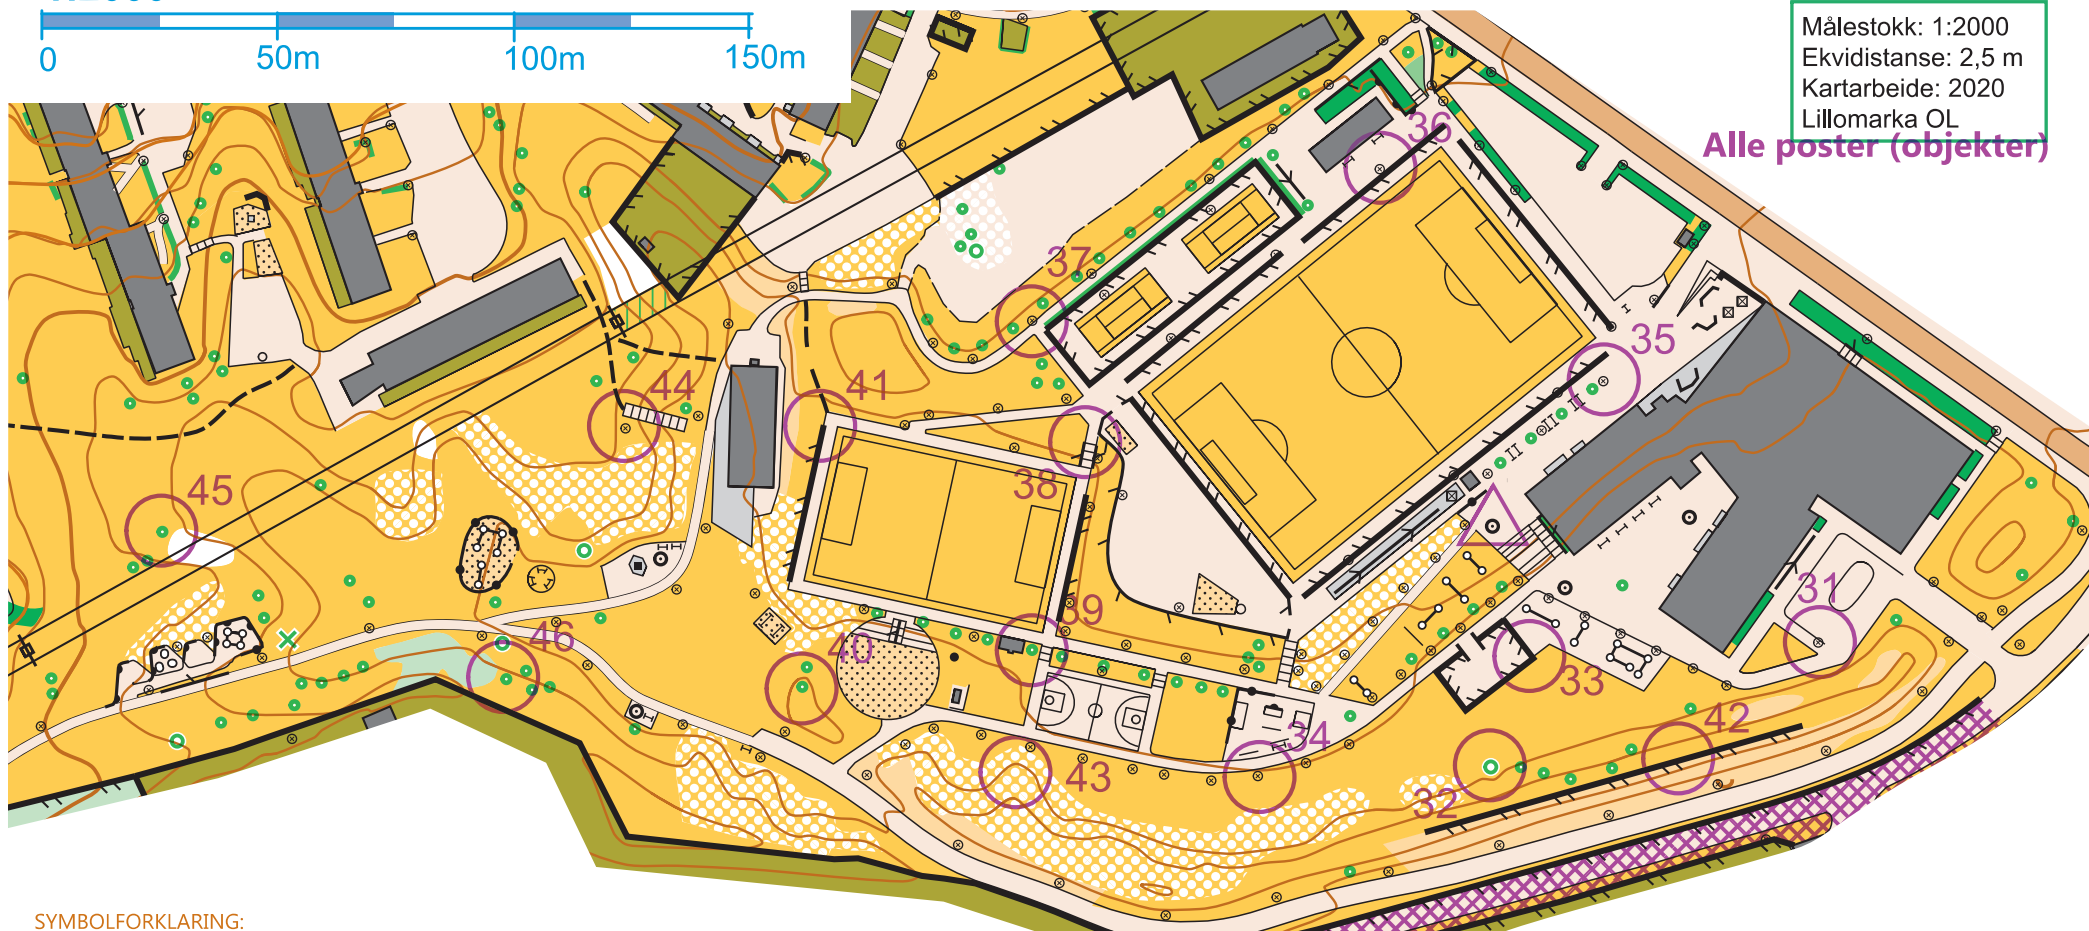 0
50m
100m
150m
Målestokk: 1:2000
Ekvidistanse: 2,5 m
Kartarbeide: 2020
Lillomarka OL
Alle poster (objekter)
36
37
35
44
41
38
45
31
39
46
40
33
42
34
43
32
SYMBOLFORKLARING: